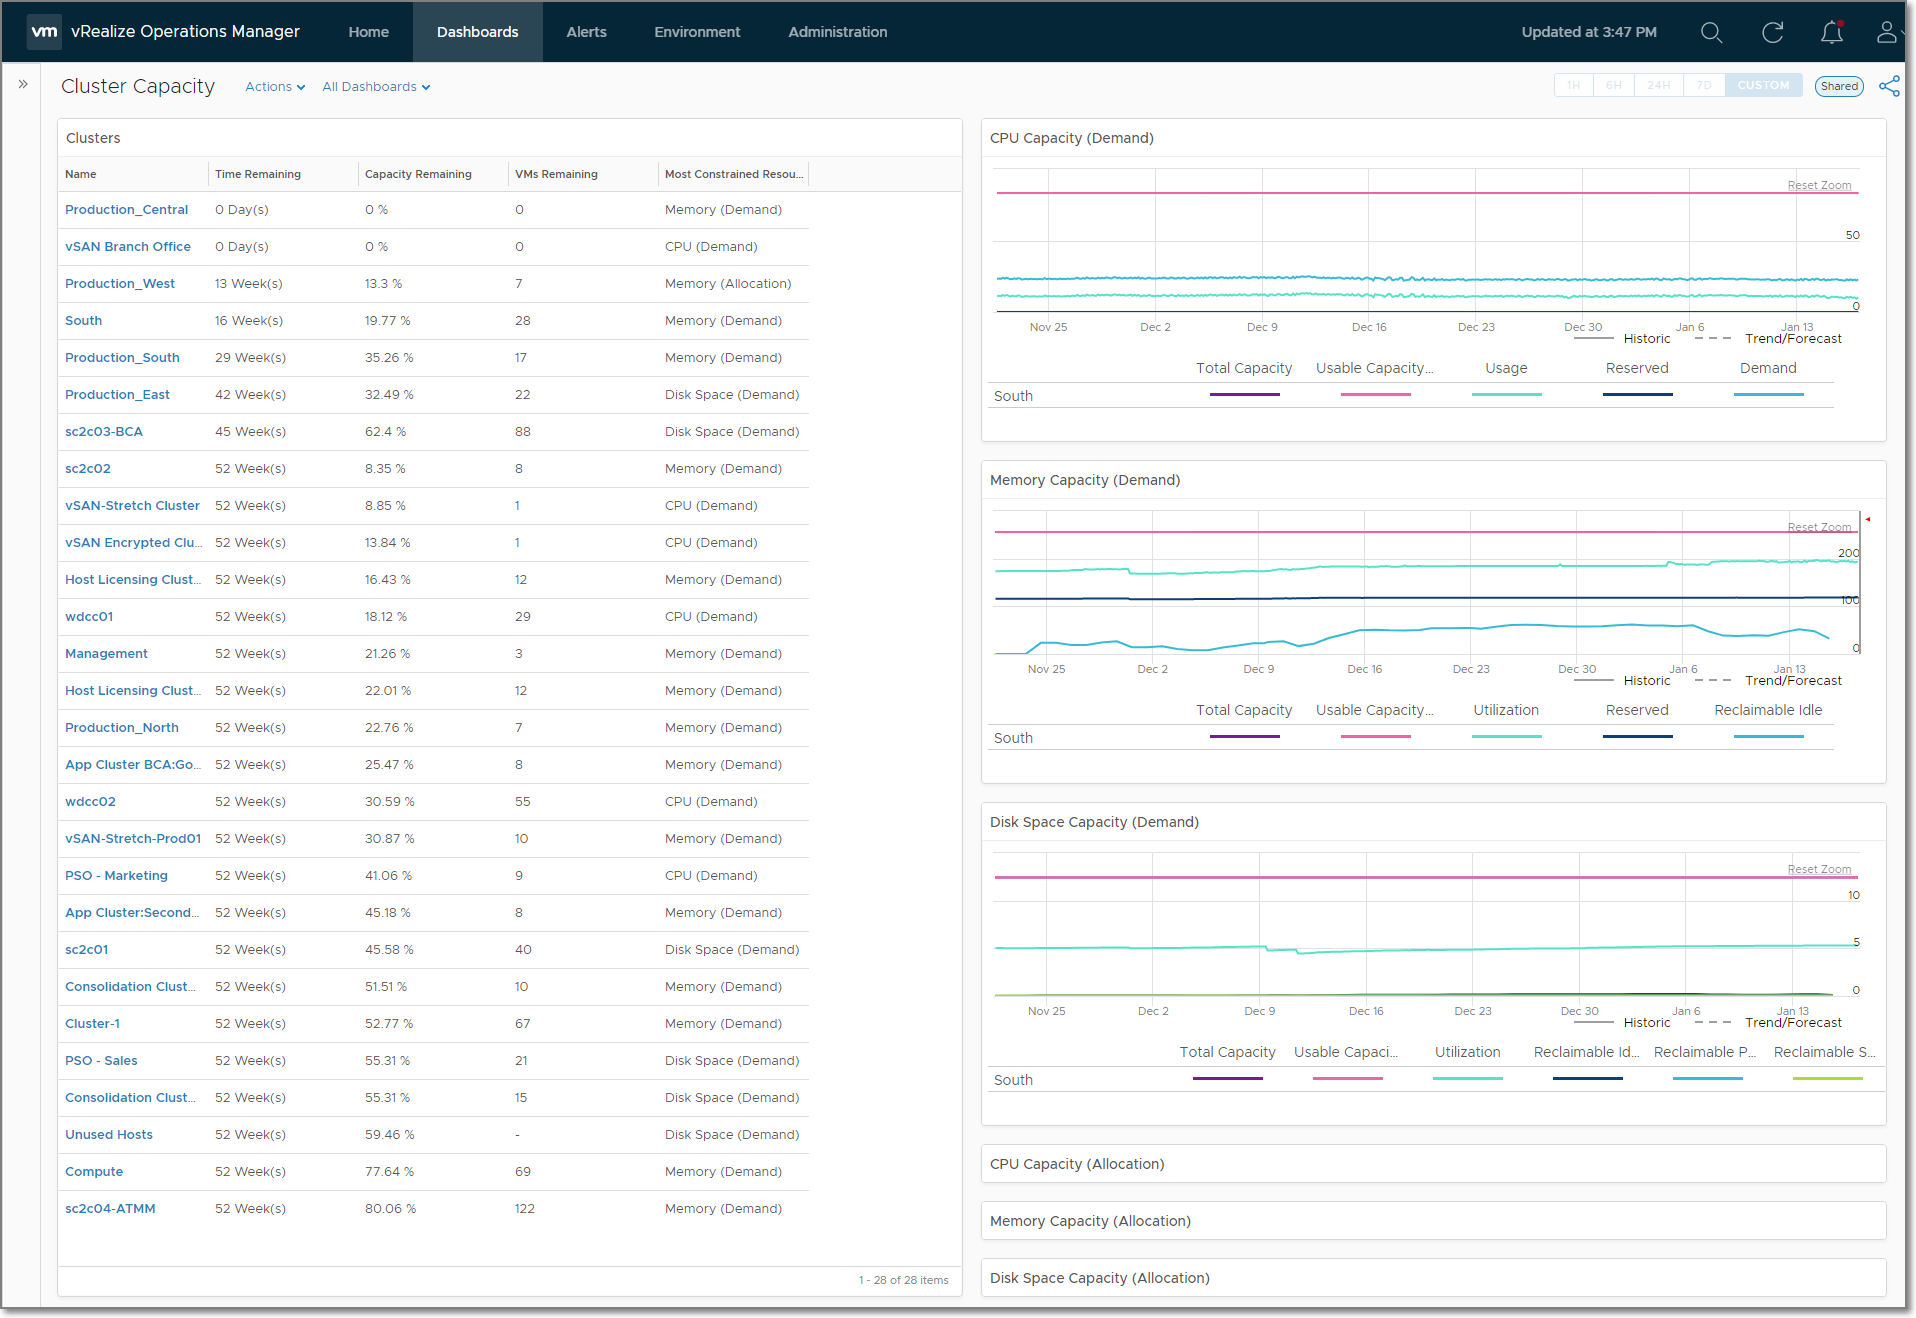 vm vRealize Operations Manager Home Dashboards Alerts Environment Administration Updated at 3:47 PM
Cluster Capacity Actions All Dashboards 1H 6H 24H 7D CUSTOM Shared
Clusters
Name Time Remaining Capacity Remaining VMs Remaining Most Constrained Resou...
Production_Central 0 Day(s) 0 % 0 Memory (Demand)
vSAN Branch Office 0 Day(s) 0 % 0 CPU (Demand)
Production_West 13 Week(s) 13.3 % 7 Memory (Allocation)
South 16 Week(s) 19.77 % 28 Memory (Demand)
Production_South 29 Week(s) 35.26 % 17 Memory (Demand)
Production_East 42 Week(s) 32.49 % 22 Disk Space (Demand)
sc2c03-BCA 45 Week(s) 62.4 % 88 Disk Space (Demand)
sc2c02 52 Week(s) 8.35 % 8 Memory (Demand)
vSAN-Stretch Cluster 52 Week(s) 8.85 % 1 CPU (Demand)
vSAN Encrypted Clu... 52 Week(s) 13.84 % 1 CPU (Demand)
Host Licensing Clust... 52 Week(s) 16.43 % 12 Memory (Demand)
wdcc01 52 Week(s) 18.12 % 29 CPU (Demand)
Management 52 Week(s) 21.26 % 3 Memory (Demand)
Host Licensing Clust... 52 Week(s) 22.01 % 12 Memory (Demand)
Production_North 52 Week(s) 22.76 % 7 Memory (Demand)
App Cluster BCA:Go... 52 Week(s) 25.47 % 8 Memory (Demand)
wdcc02 52 Week(s) 30.59 % 55 CPU (Demand)
vSAN-Stretch-Prod01 52 Week(s) 30.87 % 10 Memory (Demand)
PSO - Marketing 52 Week(s) 41.06 % 9 CPU (Demand)
App Cluster:Second... 52 Week(s) 45.18 % 8 Memory (Demand)
sc2c01 52 Week(s) 45.58 % 40 Disk Space (Demand)
Consolidation Clust... 52 Week(s) 51.51 % 10 Memory (Demand)
Cluster-1 52 Week(s) 52.77 % 67 Memory (Demand)
PSO - Sales 52 Week(s) 55.31 % 21 Disk Space (Demand)
Consolidation Clust... 52 Week(s) 55.31 % 15 Disk Space (Demand)
Unused Hosts 52 Week(s) 59.46 % - Disk Space (Demand)
Compute 52 Week(s) 77.64 % 69 Memory (Demand)
sc2c04-ATMM 52 Week(s) 80.06 % 122 Memory (Demand)
1 - 28 of 28 items
CPU Capacity (Demand)
Reset Zoom
50
0
Nov 25 Dec 2 Dec 9 Dec 16 Dec 23 Dec 30 Jan 6 Jan 13
Historic Trend/Forecast
Total Capacity Usable Capacity... Usage Reserved Demand
South
Memory Capacity (Demand)
Reset Zoom
200
100
0
Nov 25 Dec 2 Dec 9 Dec 16 Dec 23 Dec 30 Jan 6 Jan 13
Historic Trend/Forecast
Total Capacity Usable Capacity... Utilization Reserved Reclaimable Idle
South
Disk Space Capacity (Demand)
Reset Zoom
10
5
0
Nov 25 Dec 2 Dec 9 Dec 16 Dec 23 Dec 30 Jan 6 Jan 13
Historic Trend/Forecast
Total Capacity Usable Capaci... Utilization Reclaimable Id... Reclaimable P... Reclaimable S...
South
CPU Capacity (Allocation)
Memory Capacity (Allocation)
Disk Space Capacity (Allocation)